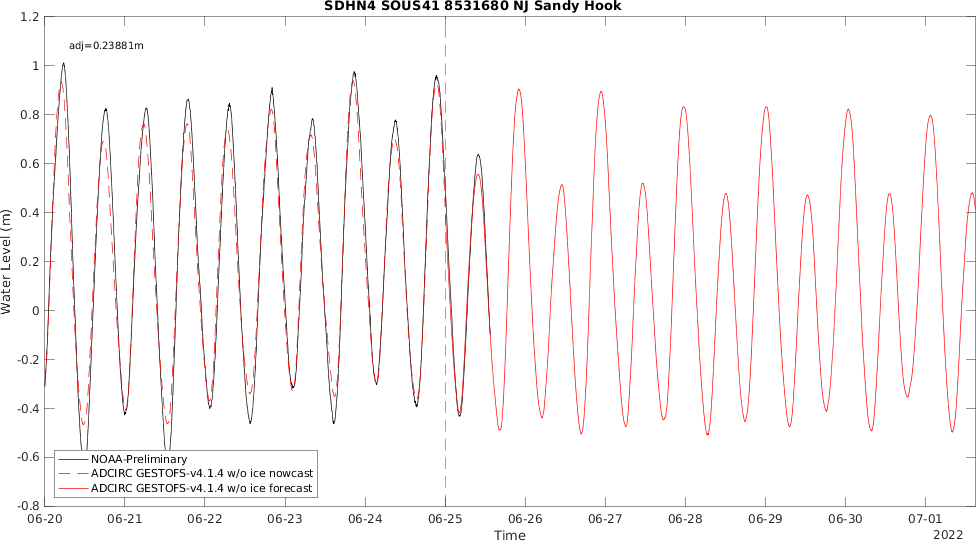 SDHN4 SOUS41 8531680 NJ Sandy Hook
1.2
adj=0.23881m
1
0.8
0.6
0.4
0.2
0
-0.2
-0.4
-0.6
-0.8
Water Level (m)
NOAA-Preliminary
ADCIRC GESTOFS-v4.1.4 w/o ice nowcast
ADCIRC GESTOFS-v4.1.4 w/o ice forecast
06-20 06-21 06-22 06-23 06-24 06-25 06-26 06-27 06-28 06-29 06-30 07-01
Time
2022